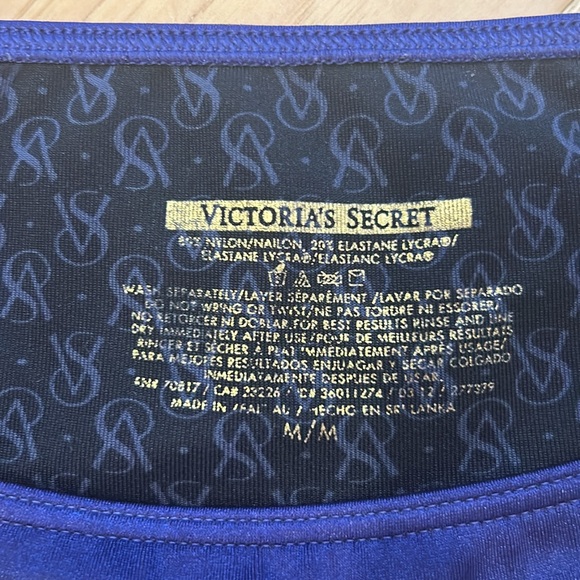 VICTORIA'S SECRET
80% NYLON/NAILON, 20% ELASTANE LYCRA®/
ELASTANE LYCRA®/ELASTANO LYCRA®
WASH SEPARATELY/LAVER SÉPARÉMENT/LAVAR POR SEPARADO
DO NOT WRING OR TWIST/NE PAS TORDRE NI ESSORER/
NO RETORCER NI DOBLAR.FOR BEST RESULTS RINSE AND LINE
DRY IMMEDIATELY AFTER USE/POUR DE MEILLEURS RÉSULTATS
RINCER ET SÉCHER A PLAT IMMÉDIATEMENT APRÈS USAGE/
PARA MEJORES RESULTADOS ENJUAGAR Y SECAR COLGADO
INMEDIATAMENTE DESPUES DE USAR.
RN# 70817 / CA# / ID# 36011274 / 03 12 / 277379
MADE IN / HECHO EN SRI LANKA
M/M